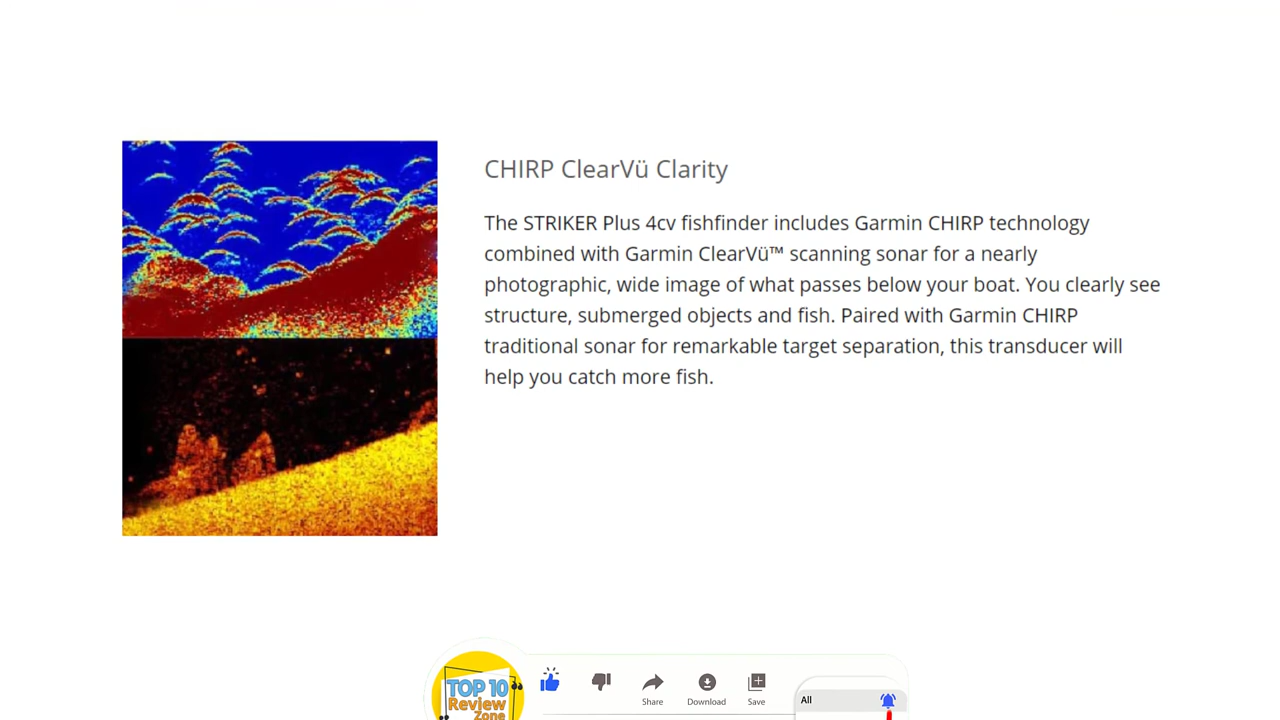 CHIRP ClearVü Clarity
The STRIKER Plus 4cv fishfinder includes Garmin CHIRP technology
combined with Garmin ClearVü™ scanning sonar for a nearly
photographic, wide image of what passes below your boat. You clearly see
structure, submerged objects and fish. Paired with Garmin CHIRP
traditional sonar for remarkable target separation, this transducer will
help you catch more fish.
TOP 10
Review
Zone
Share
Download
Save
All